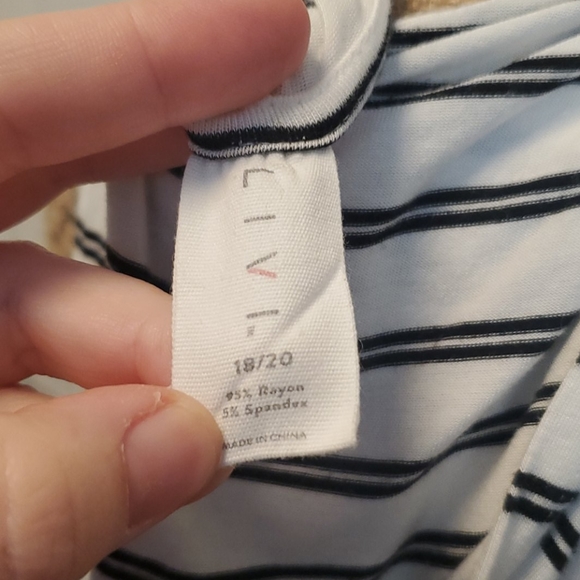 LIVI
18/20
95% Rayon
5% Spandex
MADE IN CHINA